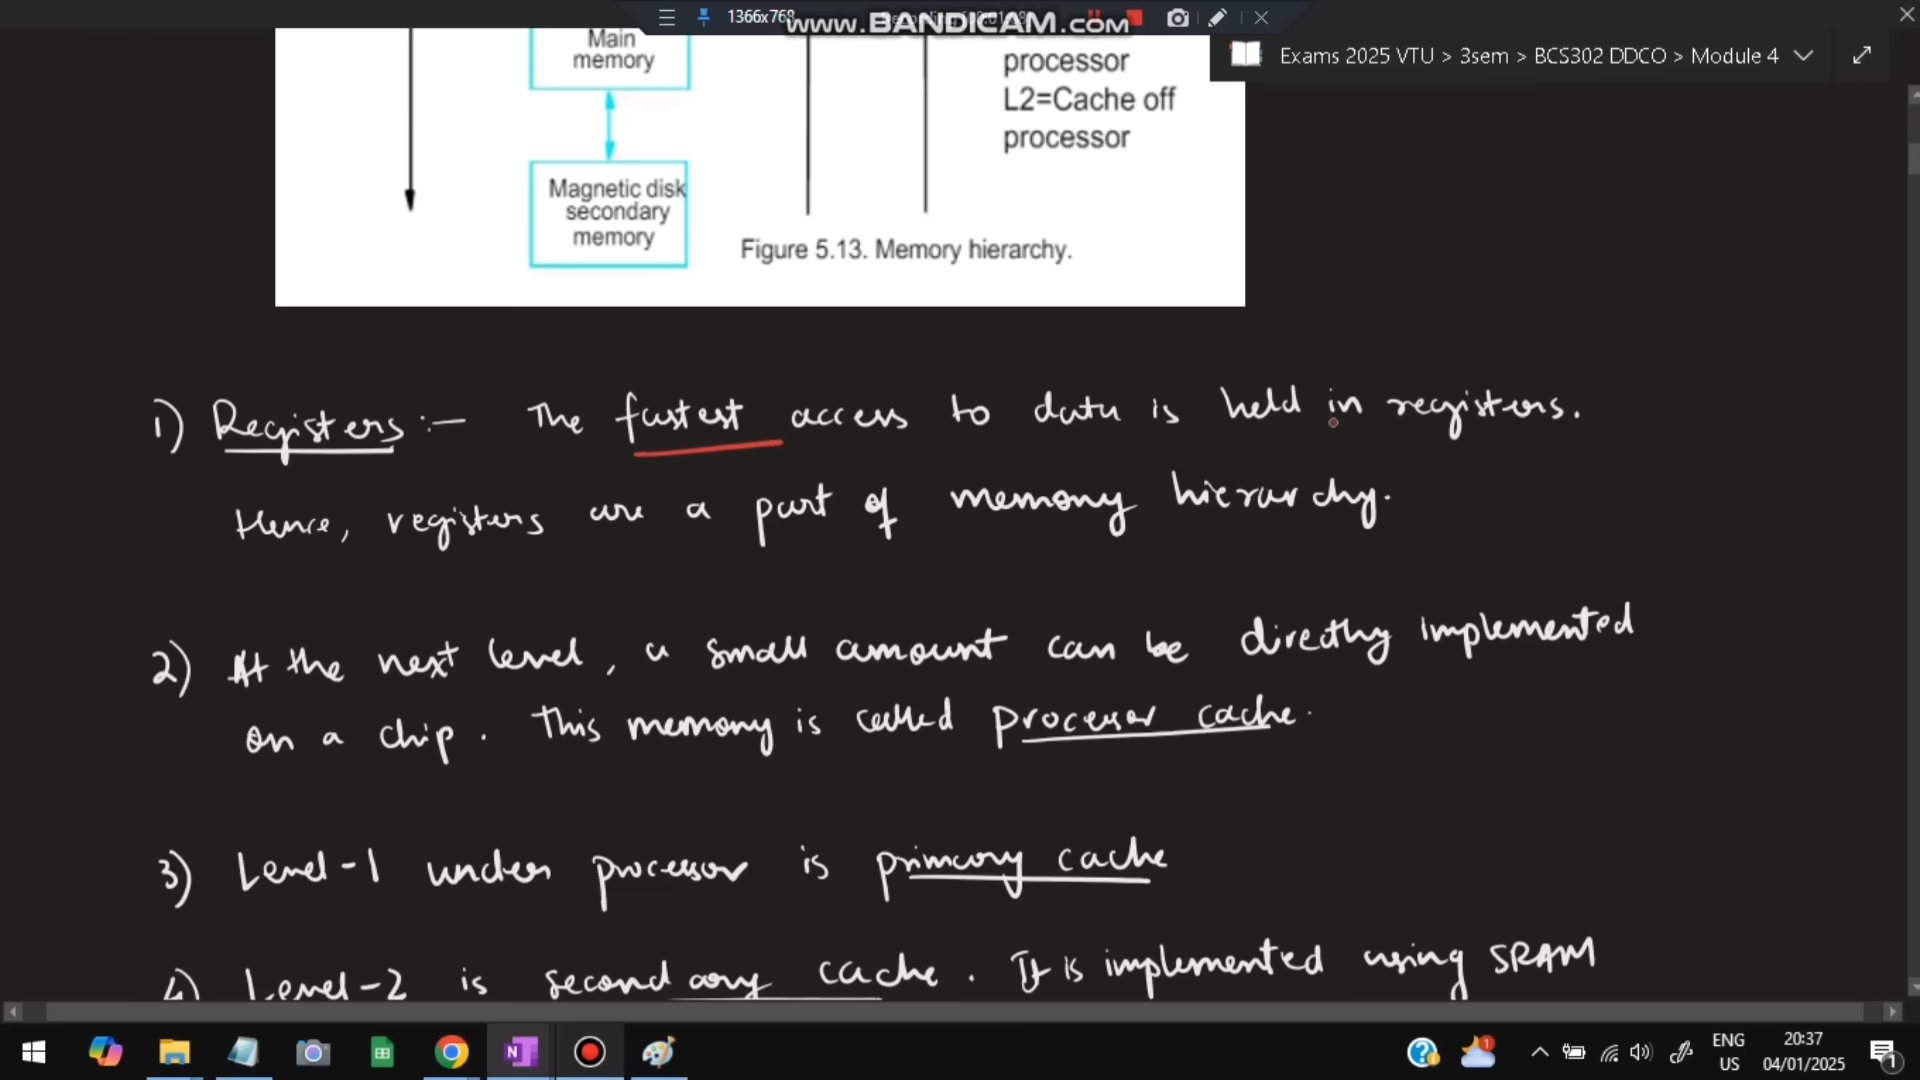 1366x768
www.BANDICAM.com
Exams 2025 VTU > 3sem > BCS302 DDCO > Module 4
Main
memory
processor
L2=Cache off
processor
Magnetic disk
secondary
memory
Figure 5.13. Memory hierarchy.
1) Registers :- The fastest access to data is held in registers.
Hence, registers are a part of memory hierarchy.
2) At the next level, a small amount can be directly implemented
on a chip. This memory is called processor cache.
3) Level-1 under processor is primary cache
4) Level-2 is secondary cache. It is implemented using SRAM
ENG
US
20:37
04/01/2025